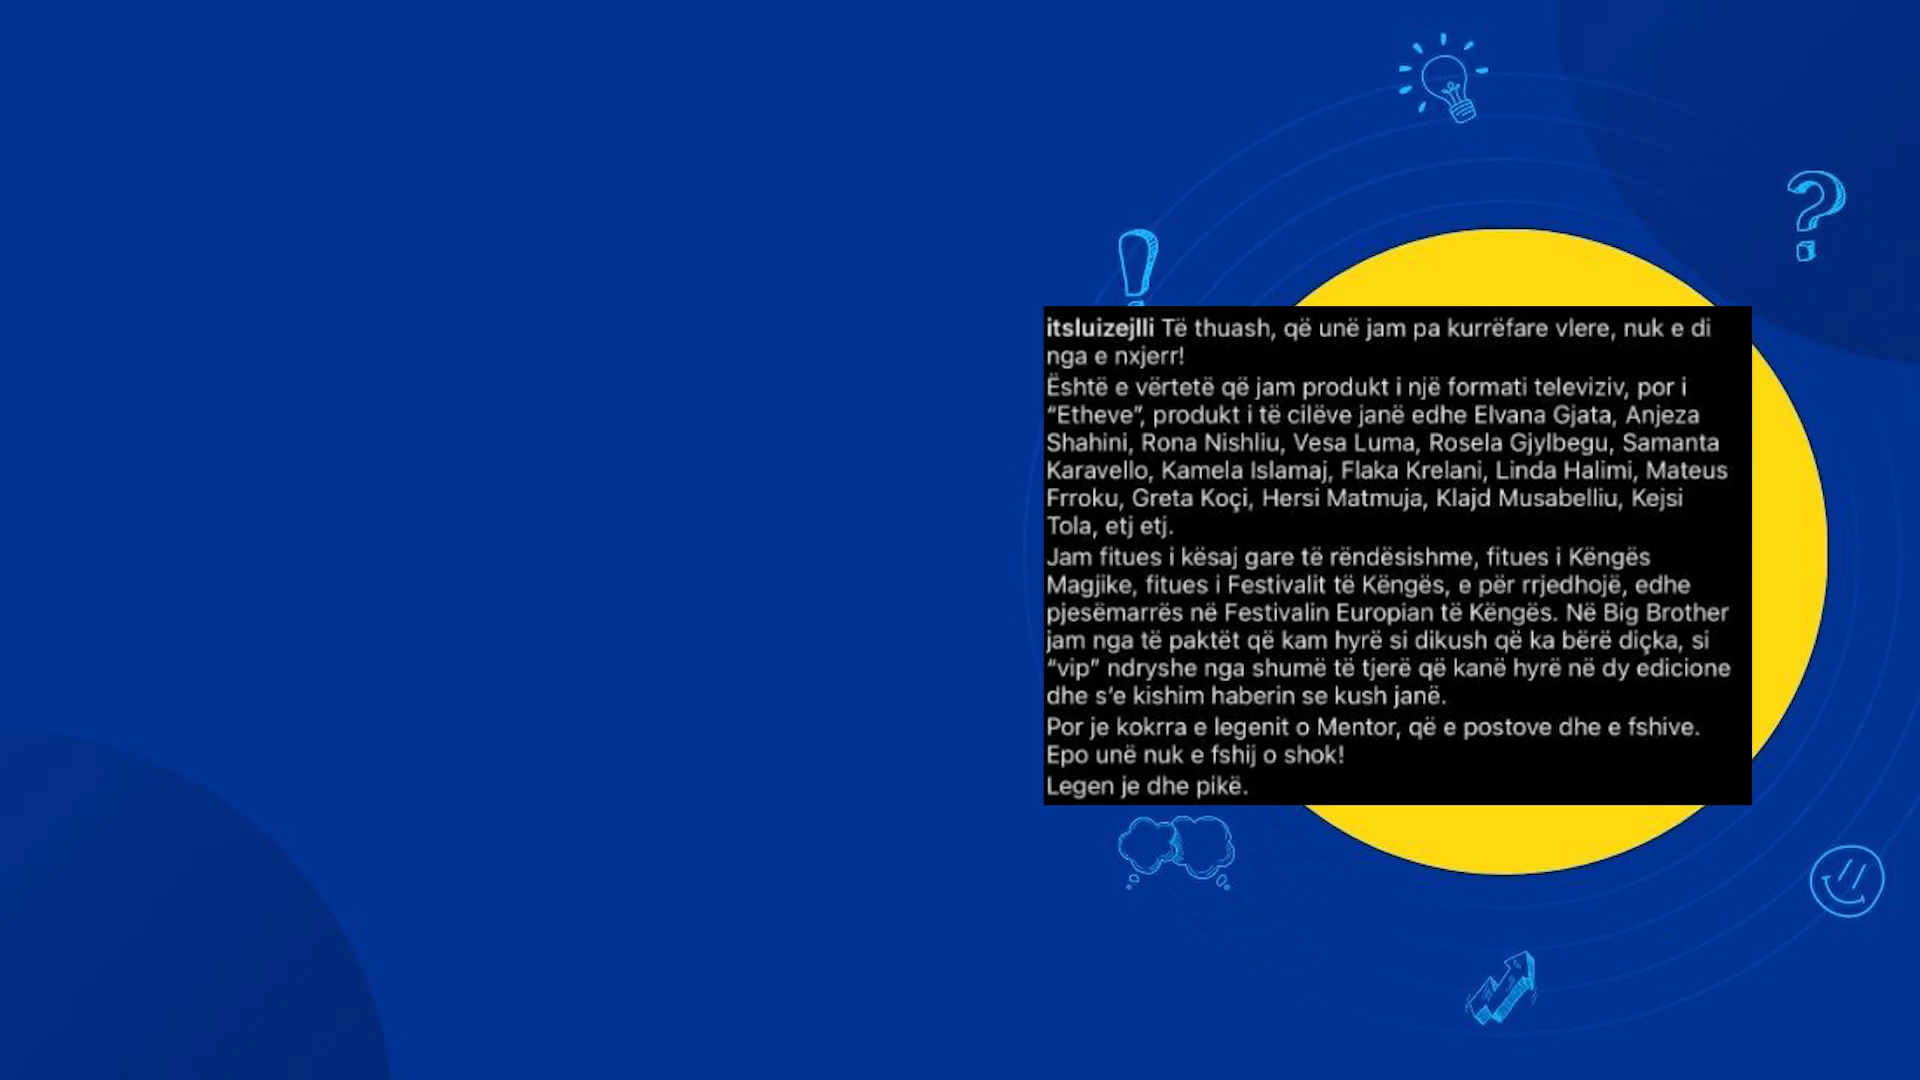 itsluizejlli Të thuash, që unë jam pa kurrëfare vlere, nuk e di
nga e nxjerr!
Është e vërtetë që jam produkt i një formati televiziv, por i
“Etheve”, produkt i të cilëve janë edhe Elvana Gjata, Anjeza
Shahini, Rona Nishliu, Vesa Luma, Rosela Gjylbegu, Samanta
Karavello, Kamela Islamaj, Flaka Krelani, Linda Halimi, Mateus
Frroku, Greta Koçi, Hersi Matmuja, Klajd Musabelliu, Kejsi
Tola, etj etj.
Jam fitues i kësaj gare të rëndësishme, fitues i Këngës
Magjike, fitues i Festivalit të Këngës, e për rrjedhojë, edhe
pjesëmarrës në Festivalin Europian të Këngës. Në Big Brother
jam nga të paktët që kam hyrë si dikush që ka bërë diçka, si
“vip” ndryshe nga shumë të tjerë që kanë hyrë në dy edicione
dhe s’e kishim haberin se kush janë.
Por je kokrra e legenit o Mentor, që e postove dhe e fshive.
Epo unë nuk e fshij o shok!
Legen je dhe pikë.